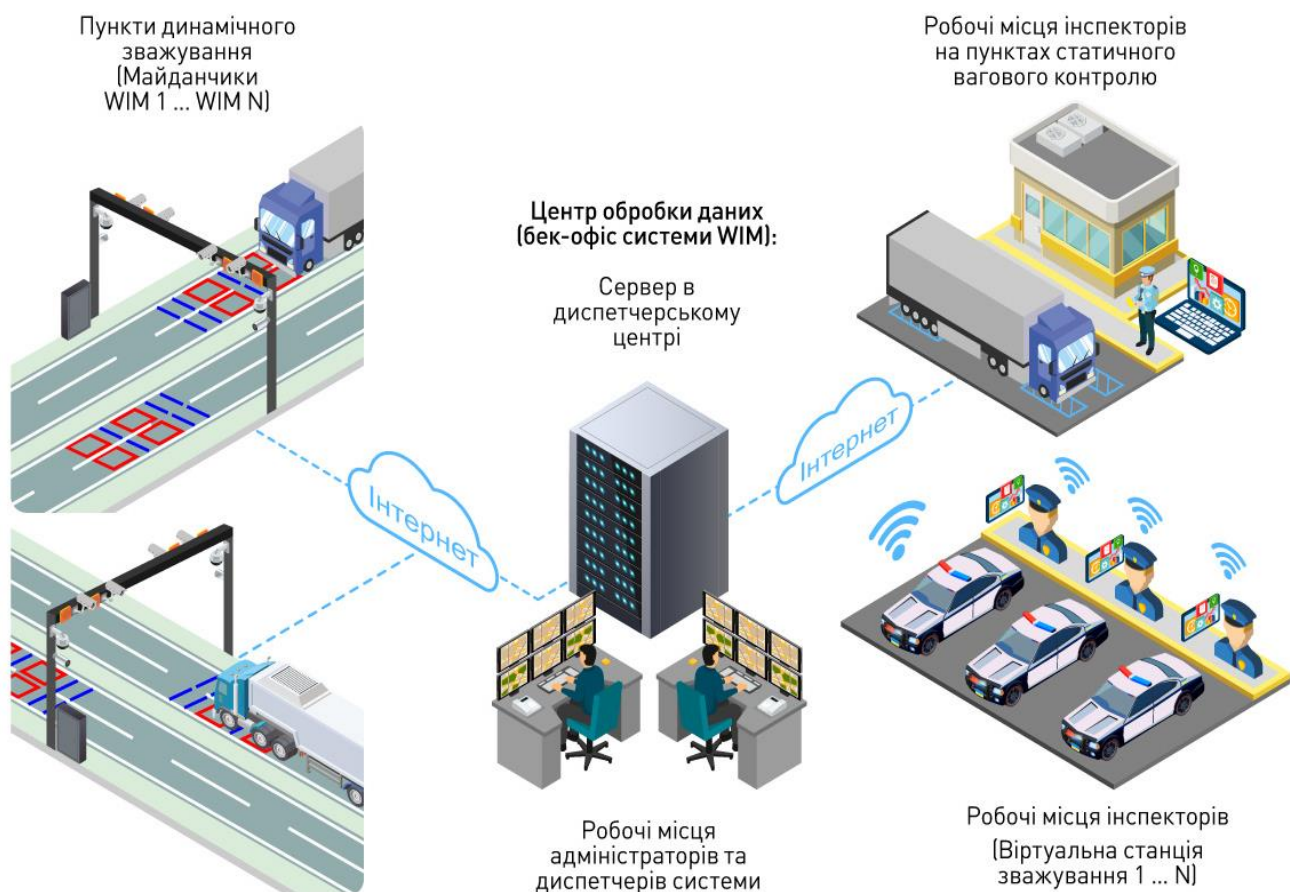 Пункти динамічного
зважування
(Майданчики
WIM 1 ... WIM N)
Робочі місця інспекторів
на пунктах статичного
вагового контролю
Центр обробки даних
(бек-офіс системи WIM):
Сервер в
диспетчерському
центрі
Інтернет
Інтернет
Робочі місця
адміністраторів та
диспетчерів системи
Робочі місця інспекторів
(Віртуальна станція
зважування 1 ... N)